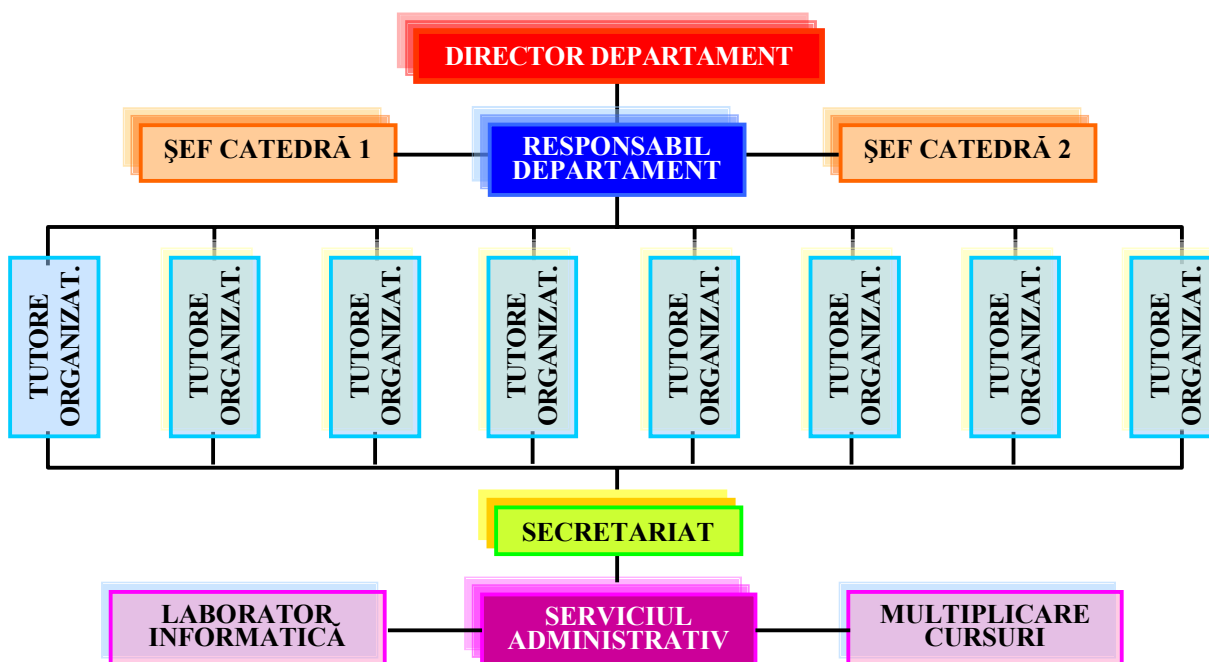 DIRECTOR DEPARTAMENT
ŞEF CATEDRĂ 1
RESPONSABIL
DEPARTAMENT
ŞEF CATEDRĂ 2
TUTORE
ORGANIZAT.
TUTORE
ORGANIZAT.
TUTORE
ORGANIZAT.
TUTORE
ORGANIZAT.
TUTORE
ORGANIZAT.
TUTORE
ORGANIZAT.
TUTORE
ORGANIZAT.
TUTORE
ORGANIZAT.
SECRETARIAT
LABORATOR
INFORMATICĂ
SERVICIUL
ADMINISTRATIV
MULTIPLICARE
CURSURI